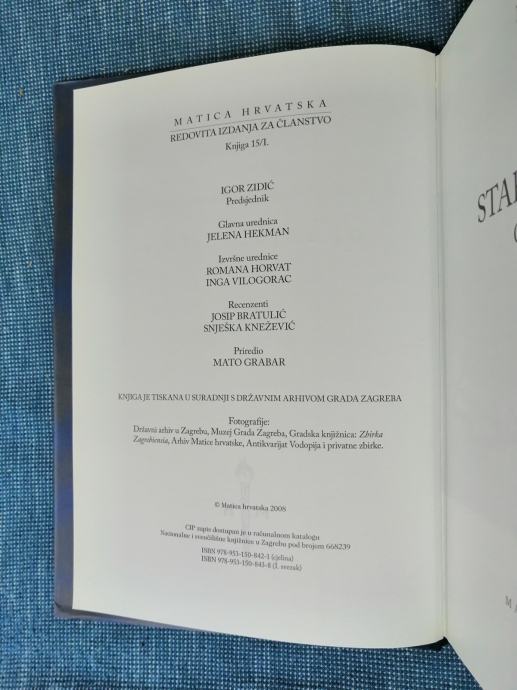 MATICA HRVATSKA
REDOVITA IZDANJA ZA ČLANSTVO
Knjiga 15/I.
IGOR ZIDIĆ
Predsjednik
Glavna urednica
JELENA HEKMAN
Izvršne urednice
ROMANA HORVAT
INGA VILOGORAC
Recenzenti
JOSIP BRATULIĆ
SNJEŠKA KNEŽEVIĆ
Priredio
MATO GRABAR
KNJIGA JE TISKANA U SURADNJI S DRŽAVNIM ARHIVOM GRADA ZAGREBA
Fotografije:
Državni arhiv u Zagrebu, Muzej Grada Zagreba, Gradska knjižnica: Zbirka
Zagrabiensia, Arhiv Matice hrvatske, Antikvarijat Vodopija i privatne zbirke.
© Matica hrvatska 2008
CIP zapis dostupan je u računalnom katalogu
Nacionalne i sveučilišne knjižnice u Zagrebu pod brojem 668239
ISBN 978-953-150-842-1 (cjelina)
ISBN 978-953-150-843-8 (I. svezak)
STA